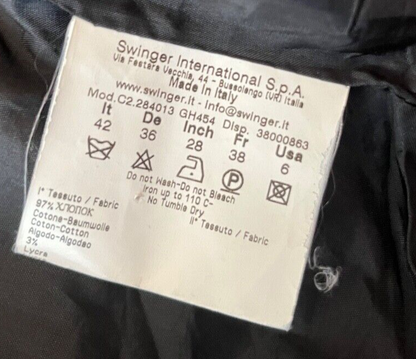 Swinger International S.p.A.
Via Festara Vecchia, 44 - Bussolengo (VR) Italia
Made in Italy
www.swinger.it - info@swinger.it
Mod.C2.284013 GH454 Disp. 38000863
It De Inch Fr Usa
42 36 28 38 6
P
Do not Wash-Do not Bleach
Iron up to 110 C-
No Tumble Dry
I° Tessuto / Fabric
II° Tessuto / Fabric
97% ХЛОПОК
Cotone-Baumwolle
Coton-Cotton
Algodo-Algodao
3%
Lycra